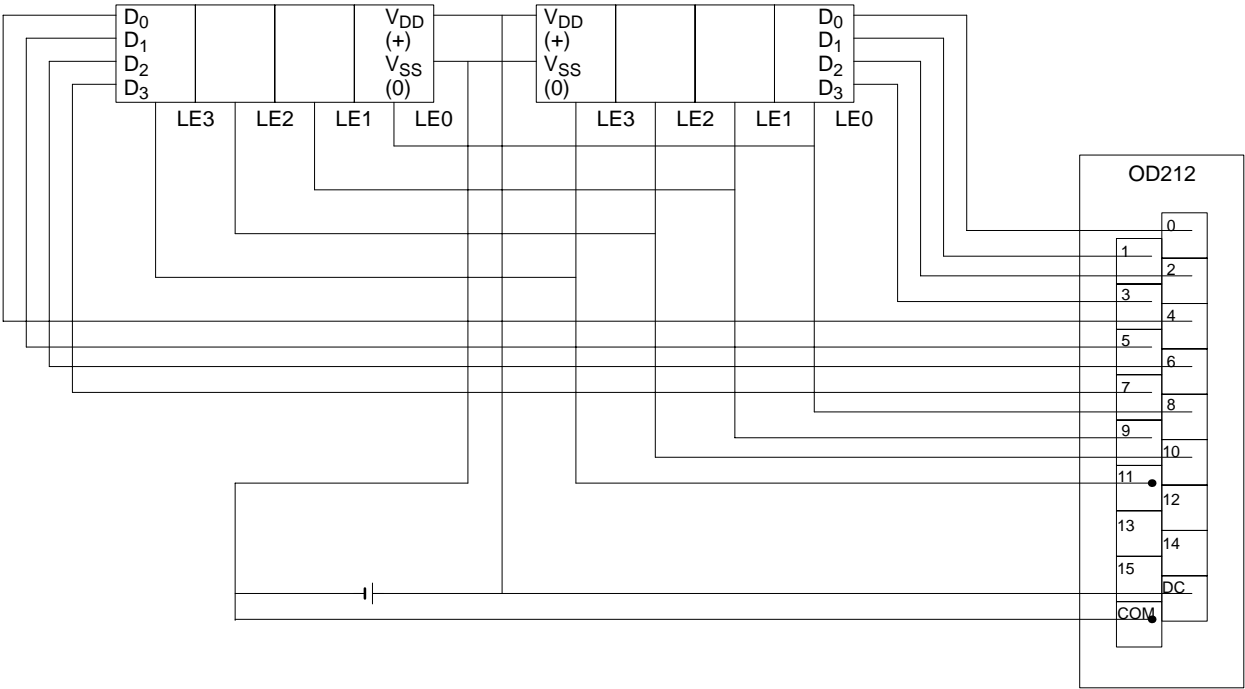 D0 VDD VDD D0
D1 (+) (+) D1
D2 VSS VSS D2
D3 (0) (0) D3
LE3 LE2 LE1 LE0 LE3 LE2 LE1 LE0
OD212
0
1
2
3
4
5
6
7
8
9
10
11
12
13
14
15
DC
COM